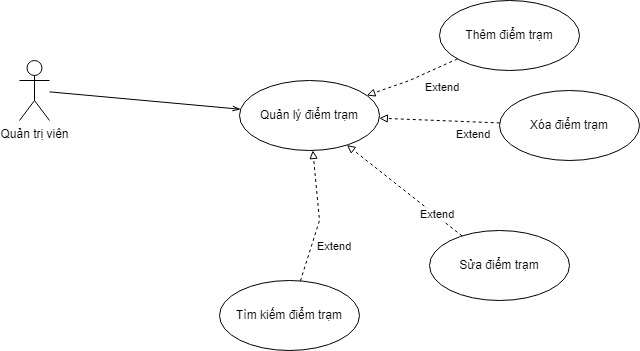 Thêm điểm trạm
Extend
Quản lý điểm trạm
Xóa điểm trạm
Extend
Quản trị viên
Extend
Sửa điểm trạm
Extend
Tìm kiếm điểm trạm